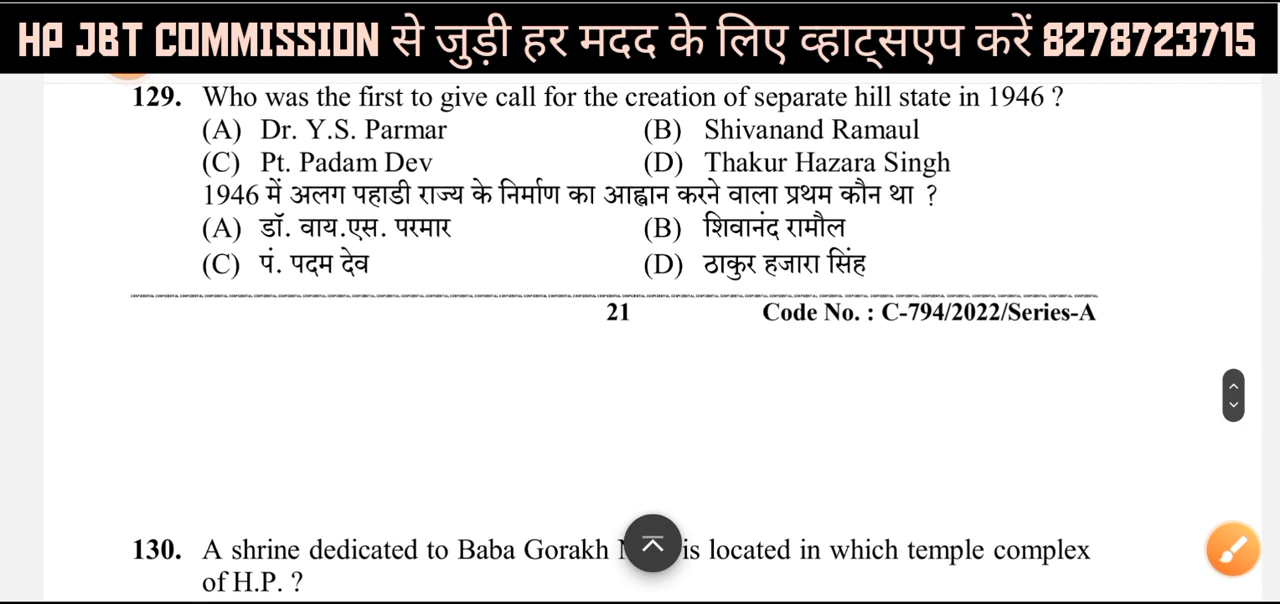 HP JBT COMMISSION से जुड़ी हर मदद के लिए व्हाट्सएप करें 8278723715
129. Who was the first to give call for the creation of separate hill state in 1946 ?
(A) Dr. Y.S. Parmar (B) Shivanand Ramaul
(C) Pt. Padam Dev (D) Thakur Hazara Singh
1946 में अलग पहाडी राज्य के निर्माण का आह्वान करने वाला प्रथम कौन था ?
(A) डॉ. वाय.एस. परमार (B) शिवानंद रामौल
(C) पं. पदम देव (D) ठाकुर हजारा सिंह
21 Code No. : C-794/2022/Series-A
130. A shrine dedicated to Baba Gorakh is located in which temple complex
of H.P. ?